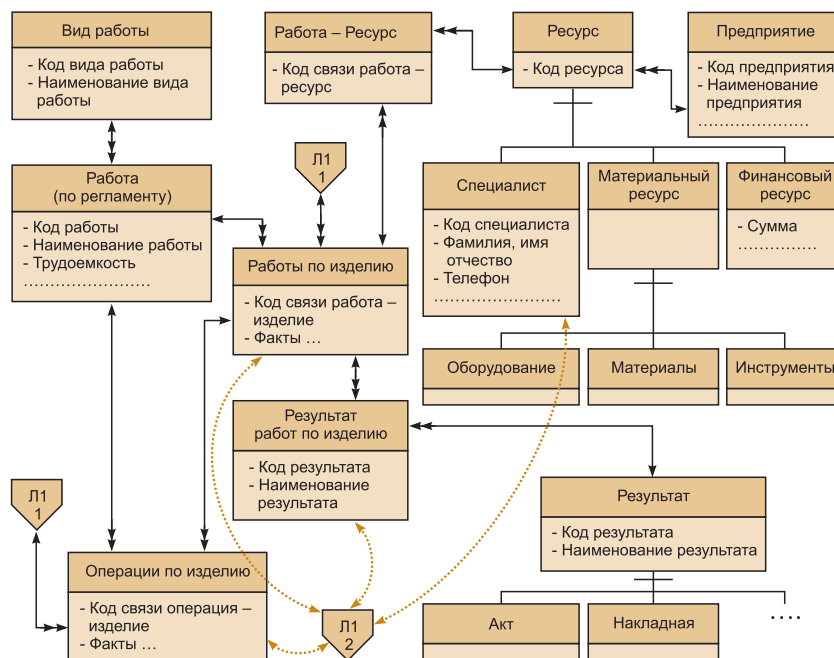 Вид работы
- Код вида работы
- Наименование вида
работы
Работа – Ресурс
- Код связи работа –
ресурс
Ресурс
- Код ресурса
Предприятие
- Код предприятия
- Наименование
предприятия
.....................
Л1
1
Работа
(по регламенту)
- Код работы
- Наименование работы
- Трудоемкость
........................
Специалист
- Код специалиста
- Фамилия, имя
отчество
- Телефон
........................
Материальный
ресурс
Финансовый
ресурс
- Сумма
...............
Работы по изделию
- Код связи работа –
изделие
- Факты ...
Оборудование
Материалы
Инструменты
Результат
работ по изделию
- Код результата
- Наименование
результата
Л1
1
Результат
- Код результата
- Наименование результата
Операции по изделию
- Код связи операция –
изделие
- Факты ...
Л1
2
Акт
Накладная
....